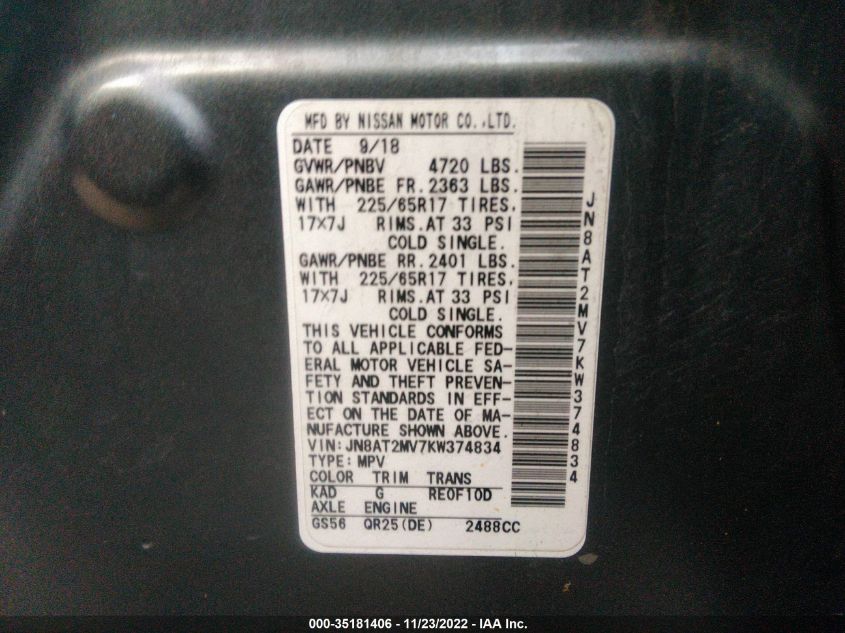 MFD BY NISSAN MOTOR CO.,LTD.
DATE 9/18
GVWR/PNBV 4720 LBS.
GAWR/PNBE FR. 2363 LBS.
WITH 225/65R17 TIRES,
17X7J RIMS.AT 33 PSI
COLD SINGLE.
GAWR/PNBE RR. 2401 LBS.
WITH 225/65R17 TIRES,
17X7J RIMS.AT 33 PSI
COLD SINGLE.
THIS VEHICLE CONFORMS
TO ALL APPLICABLE FED-
ERAL MOTOR VEHICLE SA-
FETY AND THEFT PREVEN-
TION STANDARDS IN EFF-
ECT ON THE DATE OF MA-
NUFACTURE SHOWN ABOVE.
VIN:JN8AT2MV7KW374834
TYPE:MPV
COLOR TRIM TRANS
KAD G REOF10D
AXLE ENGINE
GS56 QR25(DE) 2488CC
JN8AT2MV7KW374834
000-35181406 - 11/23/2022 - IAA Inc.